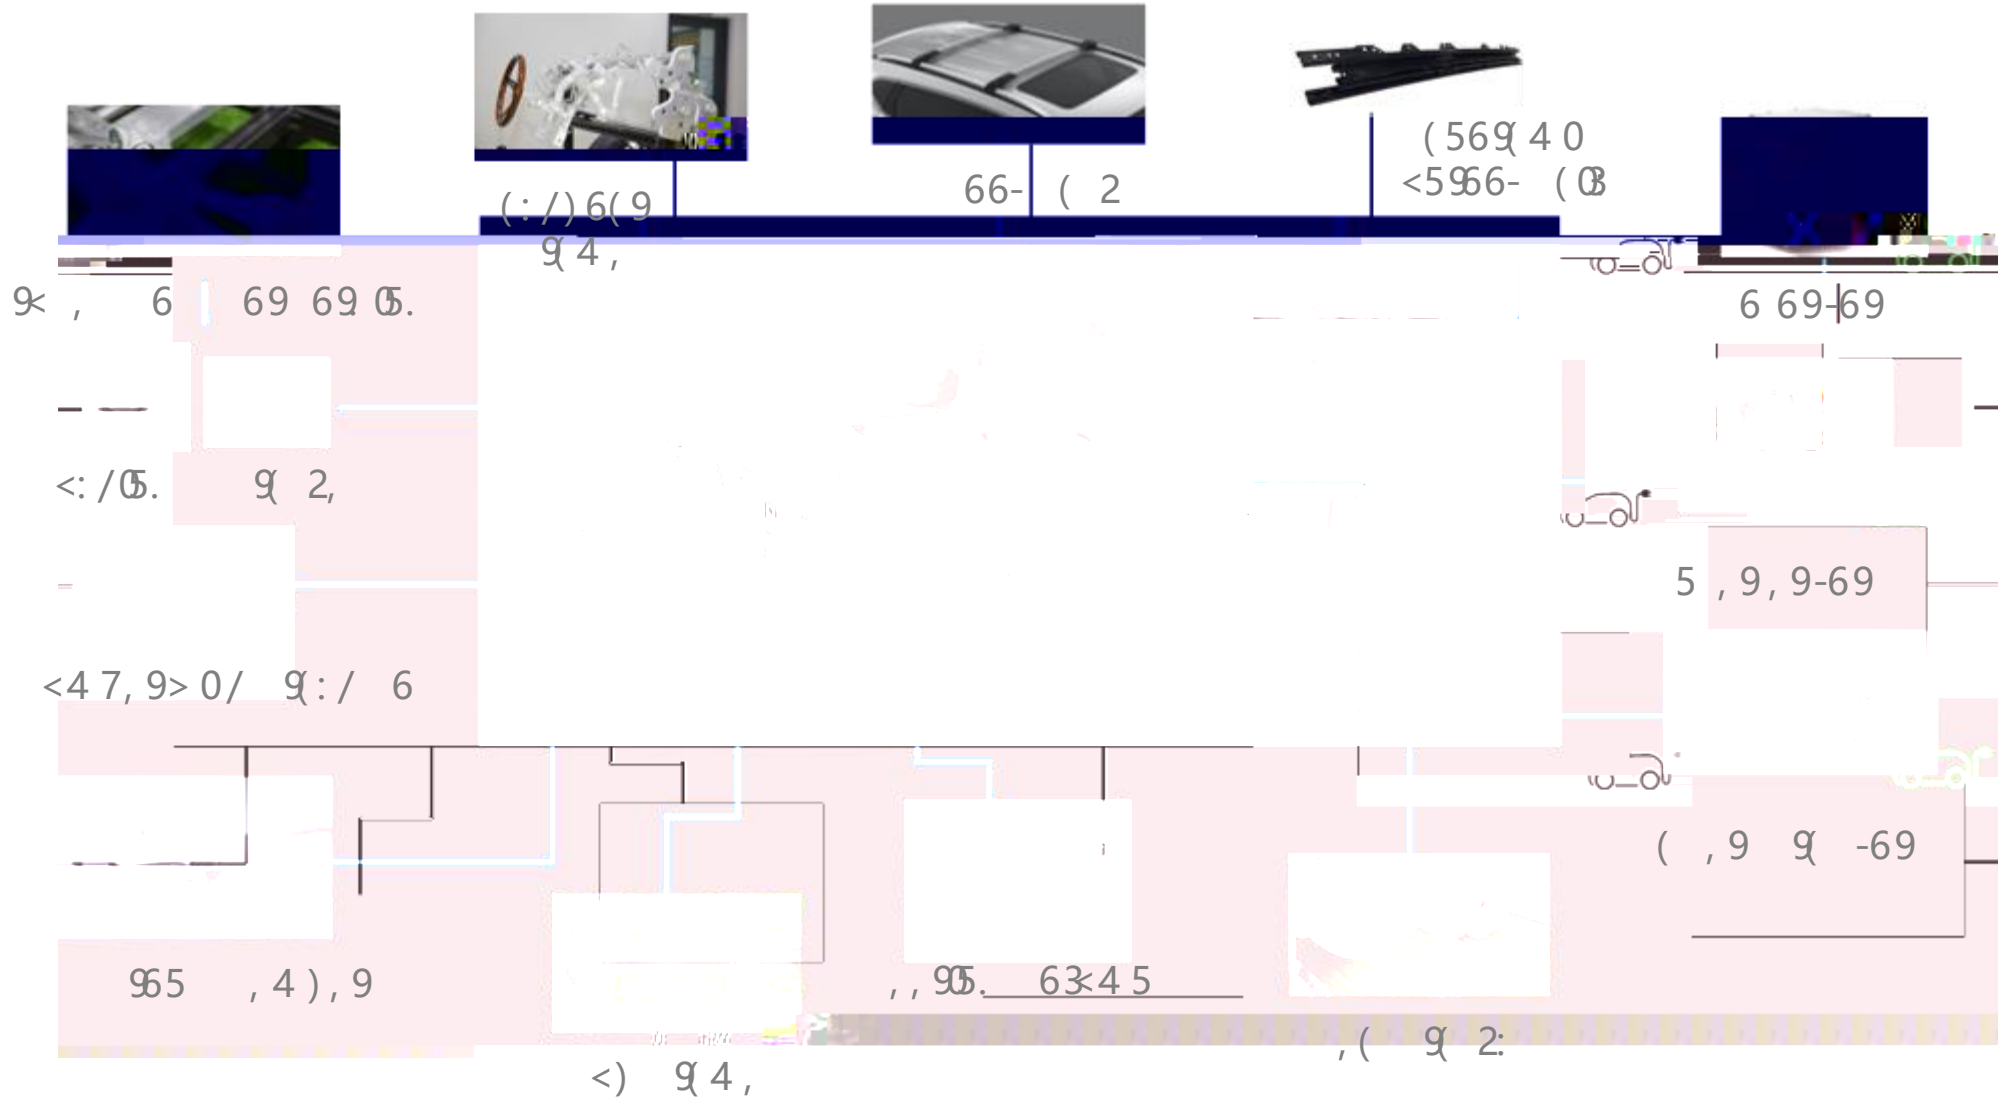 (569(40
<5966- (03
66- ( 2
(:/)6(9
9(4,
9< , 6 69 69.05.
6 69-69
<:/05. 9( 2,
5 ,9,9-69
<47,9>0/ 9(:/ 6
( ,9 9( -69
965 ,4),9
,,905. 63<45
,( 9( 2:
<) 9(4,